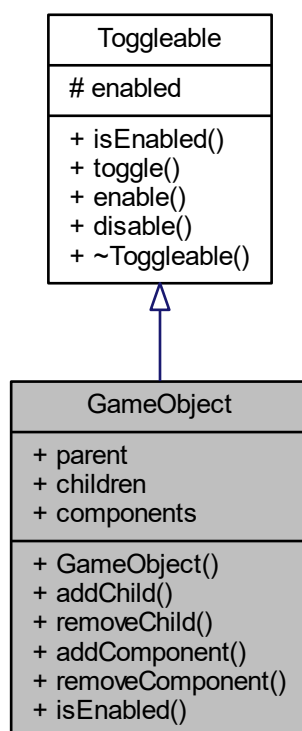 Toggleable
# enabled
+ isEnabled()
+ toggle()
+ enable()
+ disable()
+ ~Toggleable()
GameObject
+ parent
+ children
+ components
+ GameObject()
+ addChild()
+ removeChild()
+ addComponent()
+ removeComponent()
+ isEnabled()